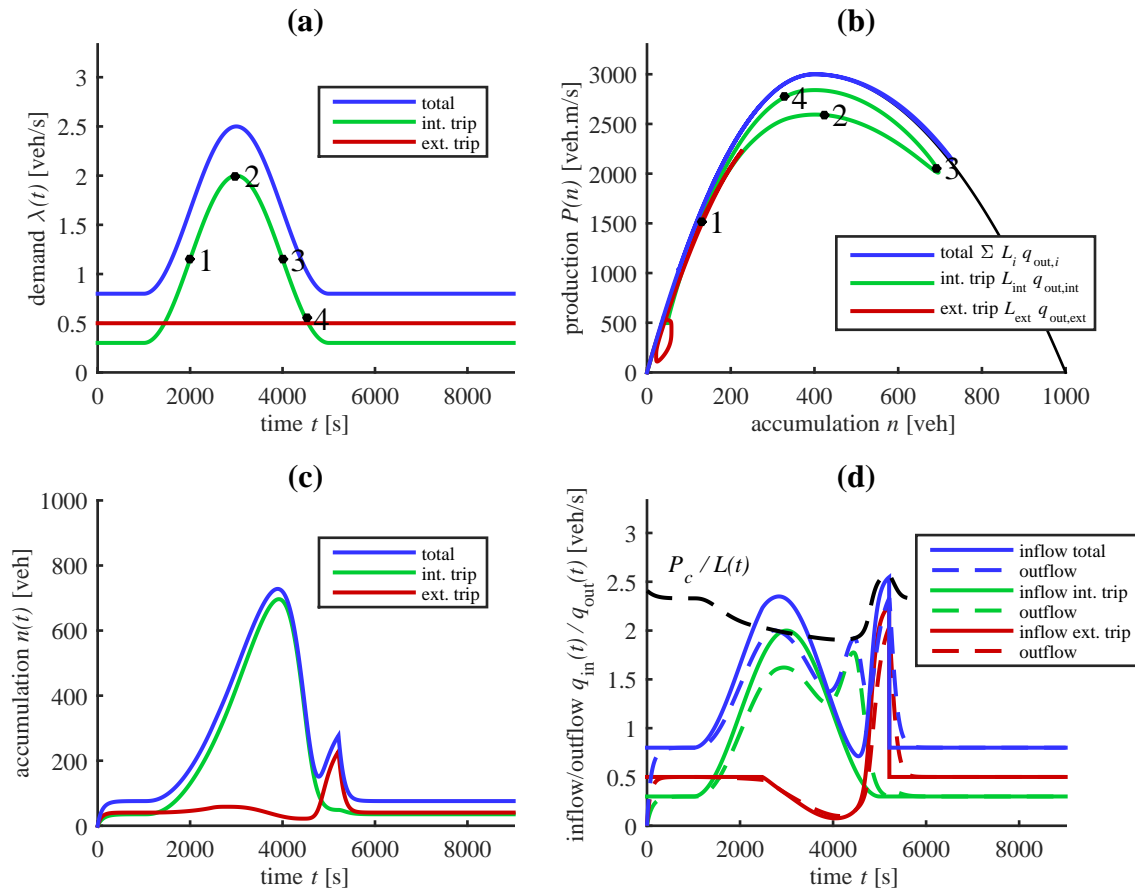 (a)
demand λ(t) [veh/s]
3
2.5
2
1.5
1
0.5
0
total
int. trip
ext. trip
1
2
3
4
0 2000 4000 6000 8000
time t [s]
(b)
production P(n) [veh.m/s]
3000
2500
2000
1500
1000
500
0
4
2
3
1
total Σ L_i q_out,i
int. trip L_int q_out,int
ext. trip L_ext q_out,ext
0 200 400 600 800 1000
accumulation n [veh]
(c)
accumulation n(t) [veh]
1000
800
600
400
200
0
total
int. trip
ext. trip
0 2000 4000 6000 8000
time t [s]
(d)
inflow/outflow q_in(t) / q_out(t) [veh/s]
3
2.5
2
1.5
1
0.5
0
P_c / L(t)
inflow total
outflow
inflow int. trip
outflow
inflow ext. trip
outflow
0 2000 4000 6000 8000
time t [s]